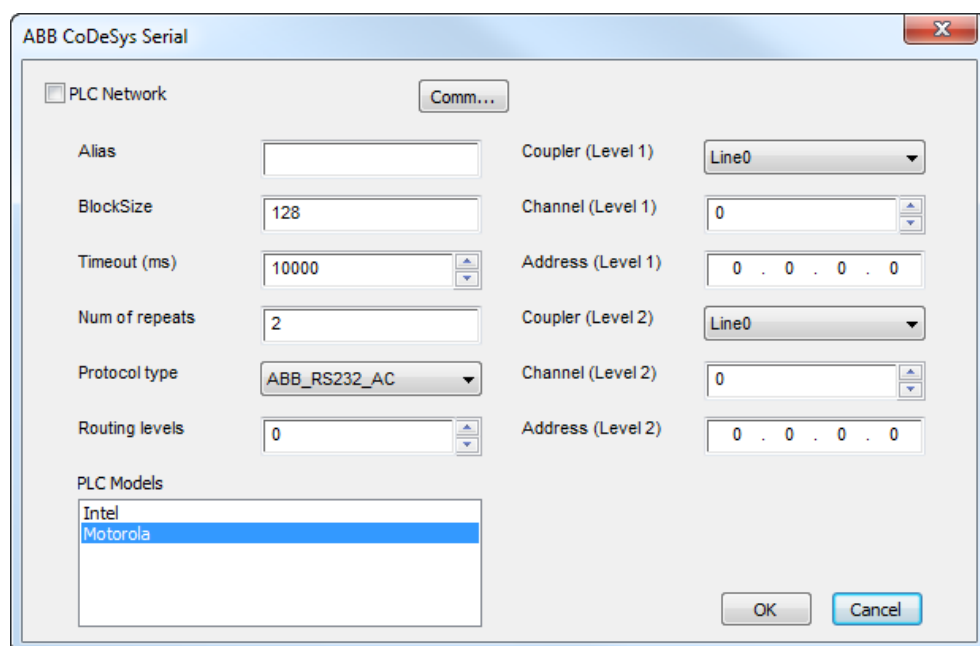 ABB CoDeSys Serial
PLC Network
Comm...
Alias
Coupler (Level 1) Line0
BlockSize 128
Channel (Level 1) 0
Timeout (ms) 10000
Address (Level 1) 0 . 0 . 0 . 0
Num of repeats 2
Coupler (Level 2) Line0
Protocol type ABB_RS232_AC
Channel (Level 2) 0
Routing levels 0
Address (Level 2) 0 . 0 . 0 . 0
PLC Models
Intel
Motorola
OK
Cancel